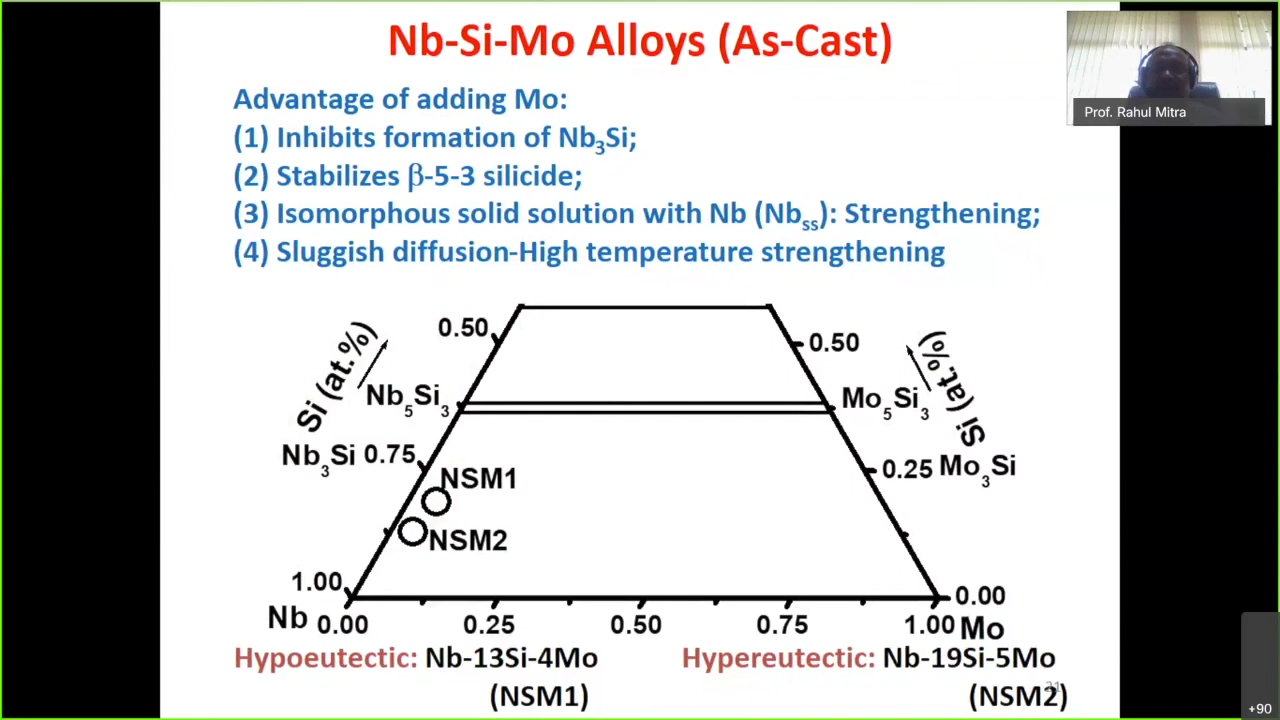 Nb-Si-Mo Alloys (As-Cast)
Prof. Rahul Mitra
Advantage of adding Mo:
(1) Inhibits formation of Nb₃Si;
(2) Stabilizes β-5-3 silicide;
(3) Isomorphous solid solution with Nb (Nbₛₛ): Strengthening;
(4) Sluggish diffusion-High temperature strengthening
Si (at.%)
0.50
0.50
Si (at.%)
Nb₅Si₃
Mo₅Si₃
Nb₃Si 0.75
0.25 Mo₃Si
NSM1
NSM2
1.00
0.00
Nb 0.00 0.25 0.50 0.75 1.00 Mo
Hypoeutectic: Nb-13Si-4Mo
(NSM1)
Hypereutectic: Nb-19Si-5Mo
(NSM2)
21
+90